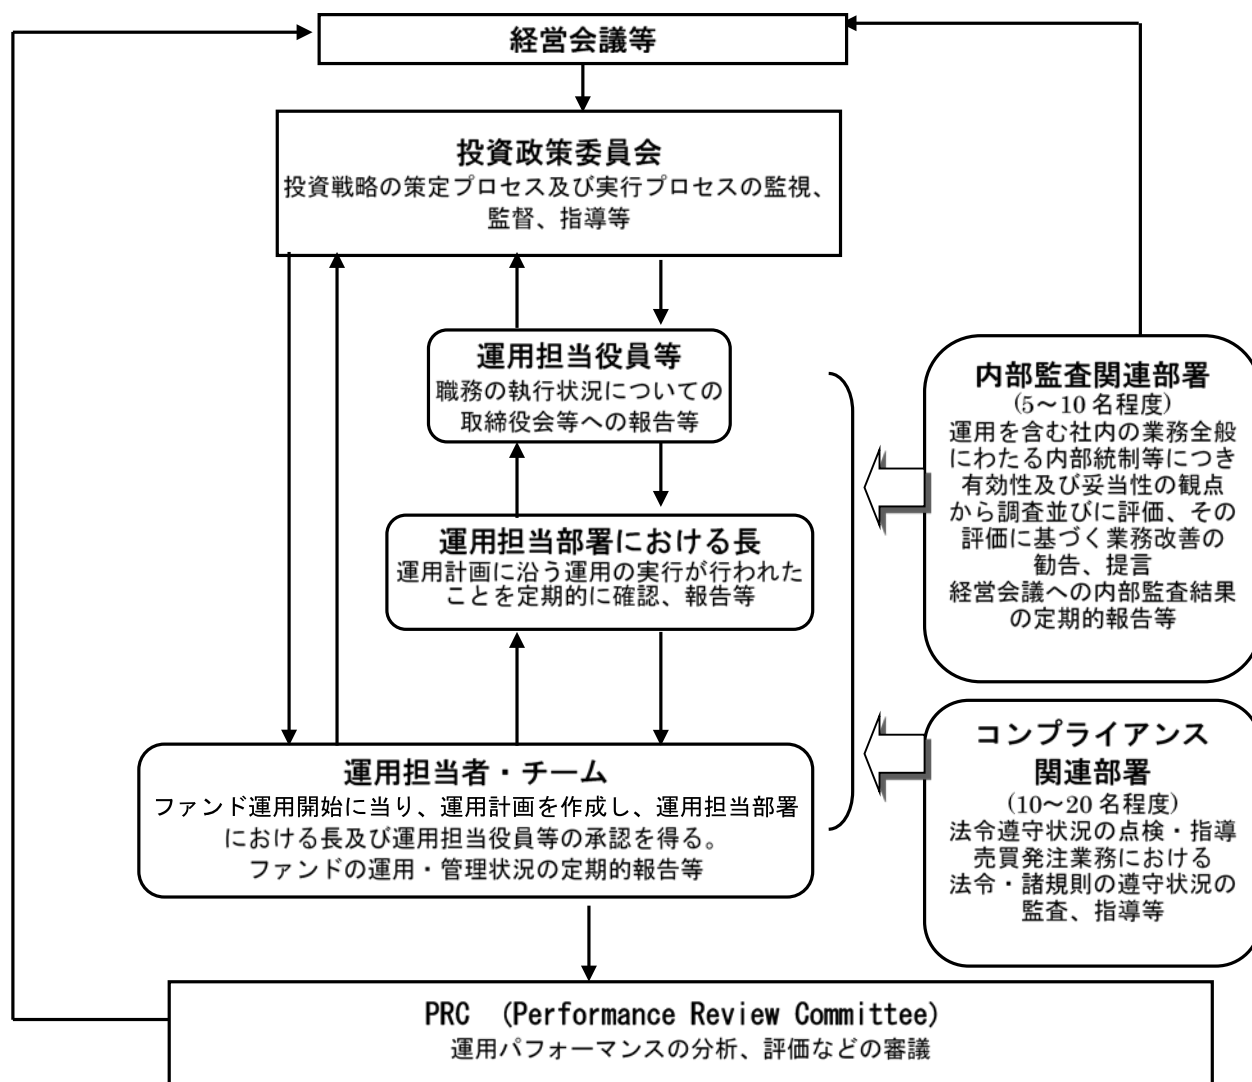 経営会議等
投資政策委員会
投資戦略の策定プロセス及び実行プロセスの監視、
監督、指導等
運用担当役員等
職務の執行状況についての
取締役会等への報告等
運用担当部署における長
運用計画に沿う運用の実行が行われた
ことを定期的に確認、報告等
運用担当者・チーム
ファンド運用開始に当り、運用計画を作成し、運用担当部署
における長及び運用担当役員等の承認を得る。
ファンドの運用・管理状況の定期的報告等
内部監査関連部署
(5～10 名程度)
運用を含む社内の業務全般
にわたる内部統制等につき
有効性及び妥当性の観点
から調査並びに評価、その
評価に基づく業務改善の
勧告、提言
経営会議への内部監査結果
の定期的報告等
コンプライアンス
関連部署
(10～20 名程度)
法令遵守状況の点検・指導
売買発注業務における
法令・諸規則の遵守状況の
監査、指導等
PRC （Performance Review Committee）
運用パフォーマンスの分析、評価などの審議